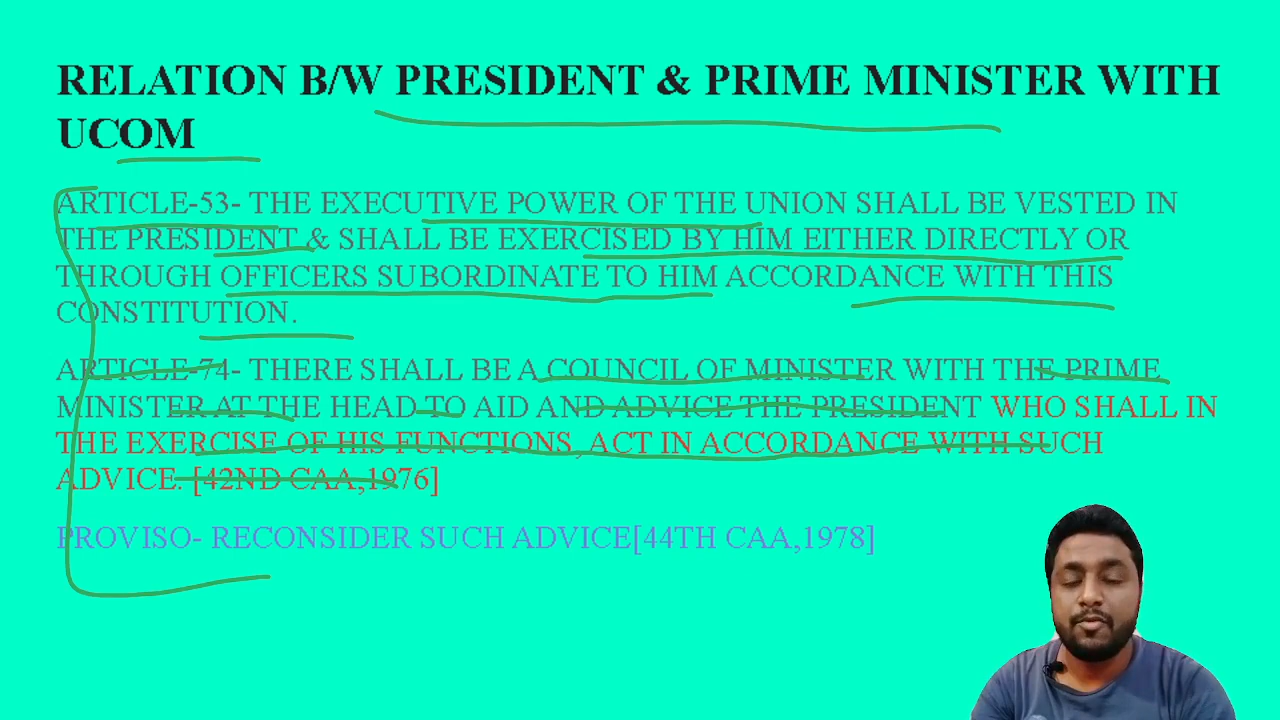 RELATION B/W PRESIDENT & PRIME MINISTER WITH
UCOM
ARTICLE-53- THE EXECUTIVE POWER OF THE UNION SHALL BE VESTED IN
THE PRESIDENT & SHALL BE EXERCISED BY HIM EITHER DIRECTLY OR
THROUGH OFFICERS SUBORDINATE TO HIM ACCORDANCE WITH THIS
CONSTITUTION.
ARTICLE-74- THERE SHALL BE A COUNCIL OF MINISTER WITH THE PRIME
MINISTER AT THE HEAD TO AID AND ADVICE THE PRESIDENT WHO SHALL IN
THE EXERCISE OF HIS FUNCTIONS, ACT IN ACCORDANCE WITH SUCH
ADVICE. [42ND CAA,1976]
PROVISO- RECONSIDER SUCH ADVICE[44TH CAA,1978]